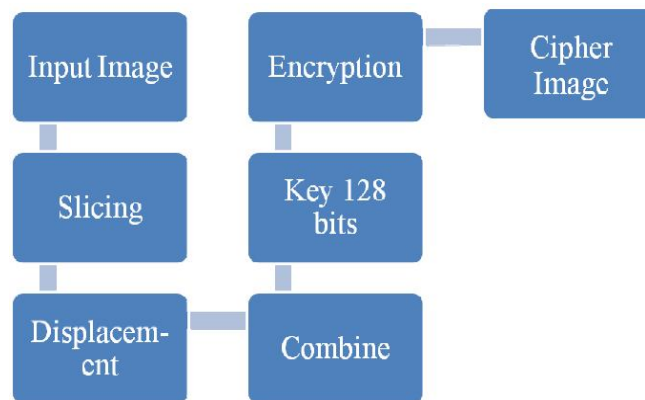 Input Image
Slicing
Displacem-
ent
Combine
Key 128
bits
Encryption
Cipher
Image